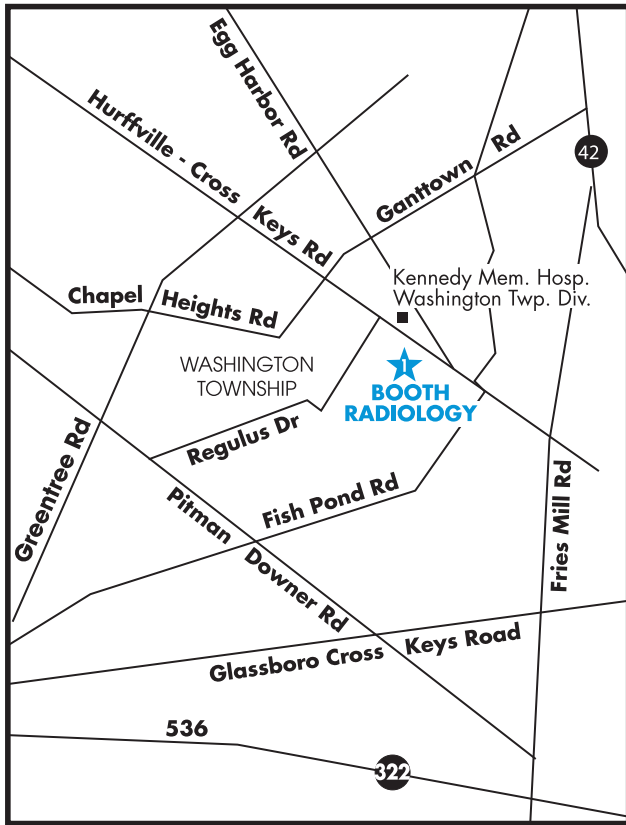 Egg Harbor Rd
Hurffville - Cross Keys Rd
Ganttown Rd
42
Kennedy Mem. Hosp.
Washington Twp. Div.
Chapel Heights Rd
1
WASHINGTON
TOWNSHIP
BOOTH
RADIOLOGY
Regulus Dr
Greentree Rd
Pitman Downer Rd
Fish Pond Rd
Fries Mill Rd
Glassboro Cross Keys Road
536
322